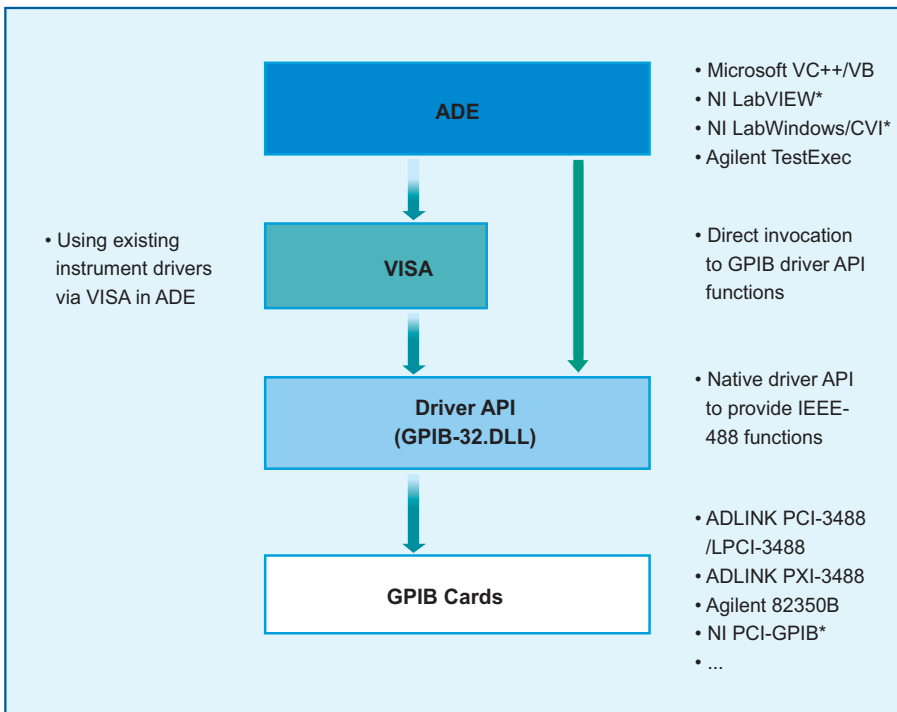 ADE
• Microsoft VC++/VB
• NI LabVIEW*
• NI LabWindows/CVI*
• Agilent TestExec
• Using existing
instrument drivers
via VISA in ADE
VISA
• Direct invocation
to GPIB driver API
functions
Driver API
(GPIB-32.DLL)
• Native driver API
to provide IEEE-
488 functions
GPIB Cards
• ADLINK PCI-3488
/LPCI-3488
• ADLINK PXI-3488
• Agilent 82350B
• NI PCI-GPIB*
• ...